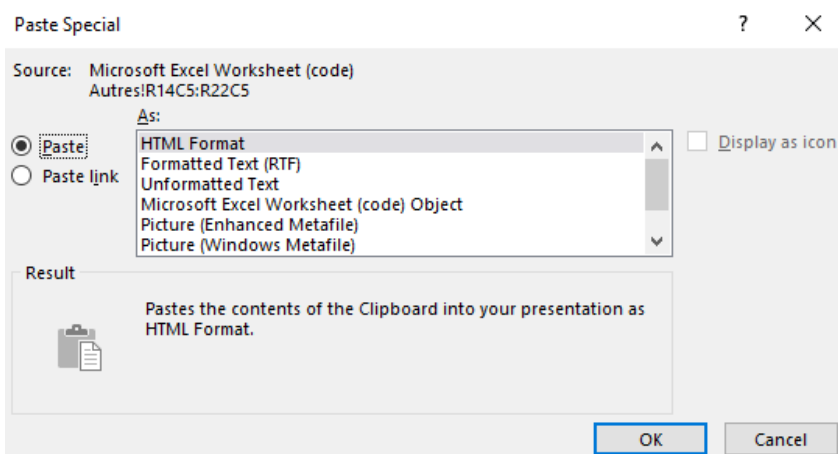 Paste Special
Source: Microsoft Excel Worksheet (code)
Autres!R14C5:R22C5
As:
Paste
Paste link
HTML Format
Formatted Text (RTF)
Unformatted Text
Microsoft Excel Worksheet (code) Object
Picture (Enhanced Metafile)
Picture (Windows Metafile)
Display as icon
Result
Pastes the contents of the Clipboard into your presentation as
HTML Format.
OK
Cancel